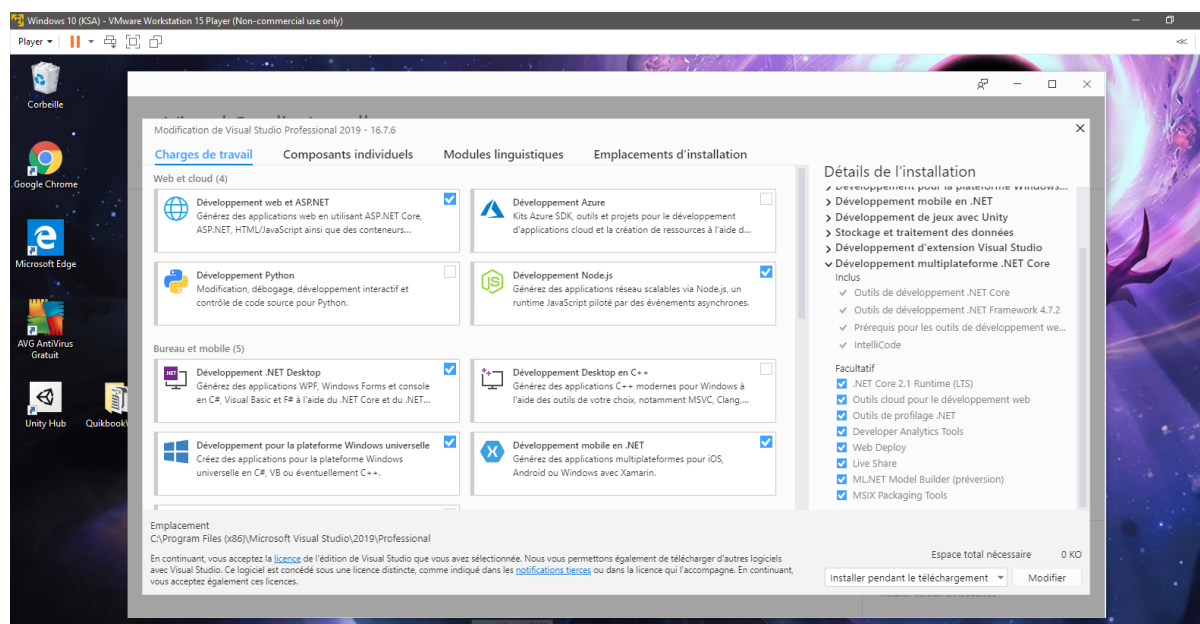 Windows 10 (KSA) - VMware Workstation 15 Player (Non-commercial use only)
Player
Corbeille
Google Chrome
Microsoft Edge
AVG AntiVirus
Gratuit
Unity Hub
Modification de Visual Studio Professional 2019 - 16.7.6
Charges de travail
Composants individuels
Modules linguistiques
Emplacements d'installation
Web et cloud (4)
Développement web et ASP.NET
Générez des applications web en utilisant ASP.NET Core,
ASP.NET, HTML/JavaScript ainsi que des conteneurs...
Développement Azure
Kits Azure SDK, outils et projets pour le développement
d'applications cloud et la création de ressources à l'aide d...
Développement Python
Modification, débogage, développement interactif et
contrôle de code source pour Python.
Développement Node.js
Générez des applications réseau scalables via Node.js, un
runtime JavaScript piloté par des événements asynchrones.
Bureau et mobile (5)
Développement .NET Desktop
Générez des applications WPF, Windows Forms et console
en C#, Visual Basic et F# à l'aide du .NET Core et du .NET...
Développement Desktop en C++
Générez des applications C++ modernes pour Windows à
l'aide des outils de votre choix, notamment MSVC, Clang,...
Développement pour la plateforme Windows universelle
Créez des applications pour la plateforme Windows
universelle en C#, VB ou éventuellement C++.
Développement mobile en .NET
Générez des applications multiplateformes pour iOS,
Android ou Windows avec Xamarin.
Détails de l'installation
Développement pour la plateforme Windows...
Développement mobile en .NET
Développement de jeux avec Unity
Stockage et traitement des données
Développement d'extension Visual Studio
Développement multiplateforme .NET Core
Inclus
Outils de développement .NET Core
Outils de développement .NET Framework 4.7.2
Prérequis pour les outils de développement we...
IntelliCode
Facultatif
.NET Core 2.1 Runtime (LTS)
Outils cloud pour le développement web
Outils de profilage .NET
Developer Analytics Tools
Web Deploy
Live Share
ML.NET Model Builder (préversion)
MSIX Packaging Tools
Emplacement
C:\Program Files (x86)\Microsoft Visual Studio\2019\Professional
En continuant, vous acceptez la licence de l'édition de Visual Studio que vous avez sélectionnée. Nous vous permettons également de télécharger d'autres logiciels
avec Visual Studio. Ce logiciel est concédé sous une licence distincte, comme indiqué dans les notifications tierces ou dans la licence qui l'accompagne. En continuant,
vous acceptez également ces licences.
Espace total nécessaire 0 KO
Installer pendant le téléchargement
Modifier